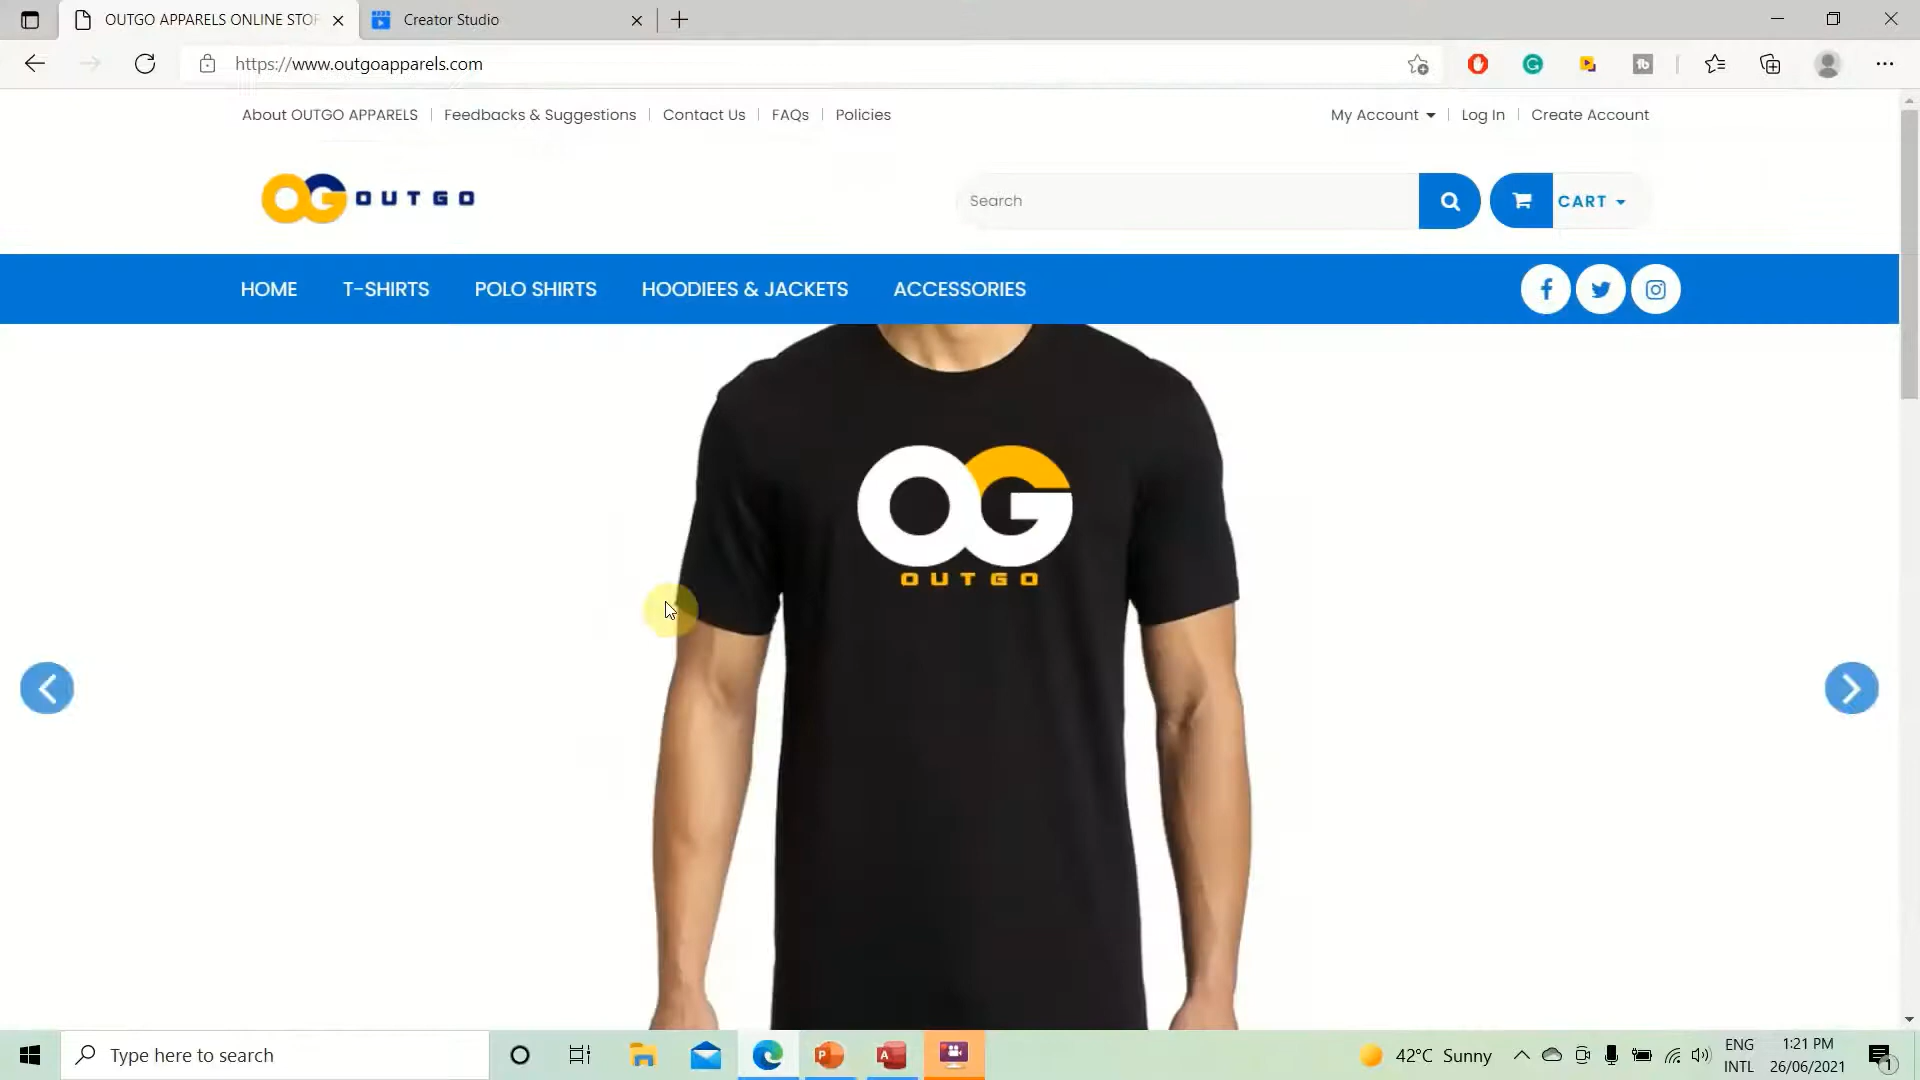 OUTGO APPARELS ONLINE STOR
Creator Studio
https://www.outgoapparels.com
About OUTGO APPARELS
Feedbacks & Suggestions
Contact Us
FAQs
Policies
My Account
Log In
Create Account
OG OUTGO
Search
CART
HOME
T-SHIRTS
POLO SHIRTS
HOODIEES & JACKETS
ACCESSORIES
OG
OUTGO
Type here to search
42°C Sunny
ENG
INTL
1:21 PM
26/06/2021
1